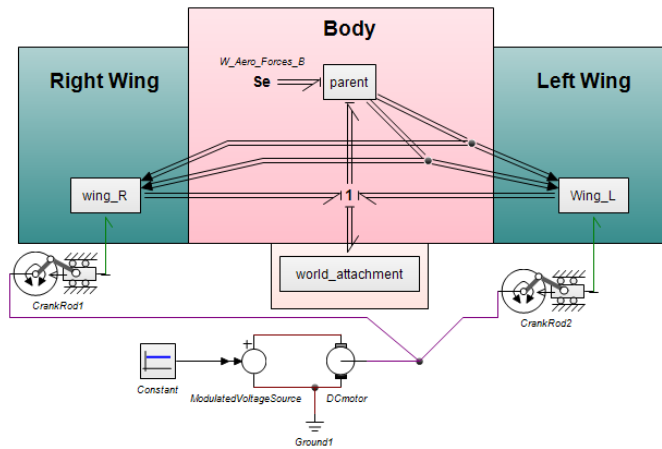 Body
Right Wing
Left Wing
W_Aero_Forces_B
Se
parent
wing_R
1
Wing_L
world_attachment
CrankRod1
CrankRod2
+
Constant
ModulatedVoltageSource
DCmotor
Ground1